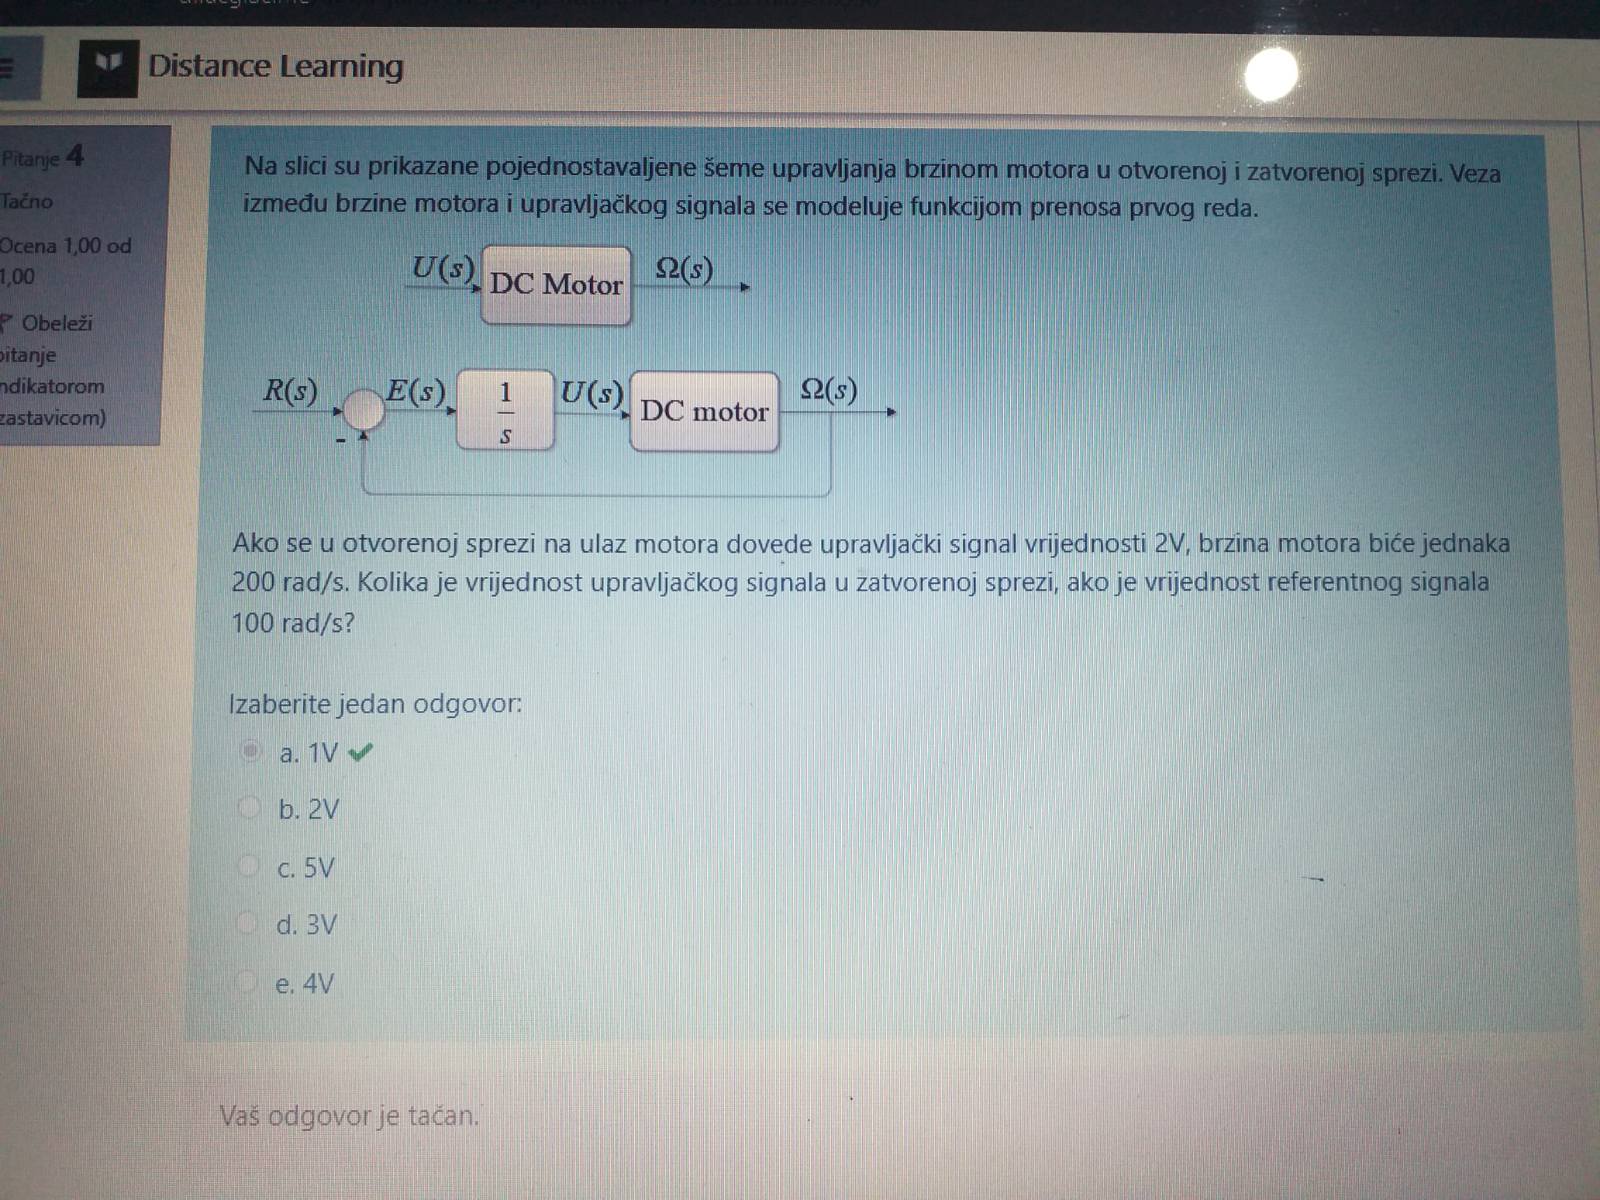 Distance Learning
Pitanje 4
Tačno
Ocena 1,00 od
1,00
Obeleži
pitanje
indikatorom
zastavicom)
Na slici su prikazane pojednostavaljene šeme upravljanja brzinom motora u otvorenoj i zatvorenoj sprezi. Veza
između brzine motora i upravljačkog signala se modeluje funkcijom prenosa prvog reda.
U(s) DC Motor Ω(s)
R(s) - E(s) 1/s U(s) DC motor Ω(s)
Ako se u otvorenoj sprezi na ulaz motora dovede upravljački signal vrijednosti 2V, brzina motora biće jednaka
200 rad/s. Kolika je vrijednost upravljačkog signala u zatvorenoj sprezi, ako je vrijednost referentnog signala
100 rad/s?
Izaberite jedan odgovor:
a. 1V
b. 2V
c. 5V
d. 3V
e. 4V
Vaš odgovor je tačan.